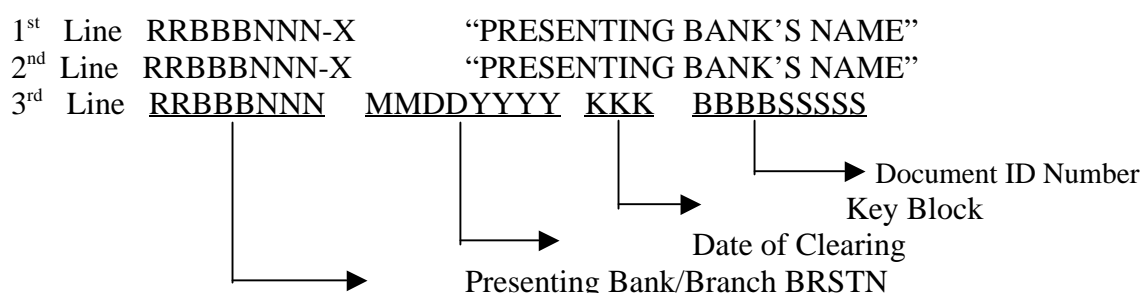 1st Line RRBBBNNN-X “PRESENTING BANK’S NAME”
2nd Line RRBBBNNN-X “PRESENTING BANK’S NAME”
3rd Line RRBBBNNN MMDDYYYY KKK BBBBSSSSS
Document ID Number
Key Block
Date of Clearing
Presenting Bank/Branch BRSTN